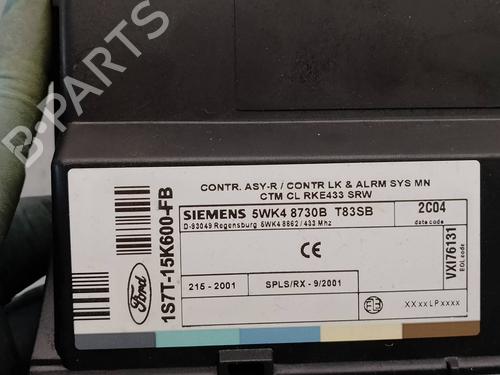 B-PARTS
CONTR. ASY-R / CONTR LK & ALRM SYS MN
CTM CL RKE433 SRW
SIEMENS 5WK4 8730B T83SB
D-93049 Regensburg 5WK4 8662 / 433 Mhz
2C04
date code
CE
215 - 2001
SPLS/RX - 9/2001
XXxxLPxxxx
VXI76131
EOL code
Ford
1S7T-15K600-FB